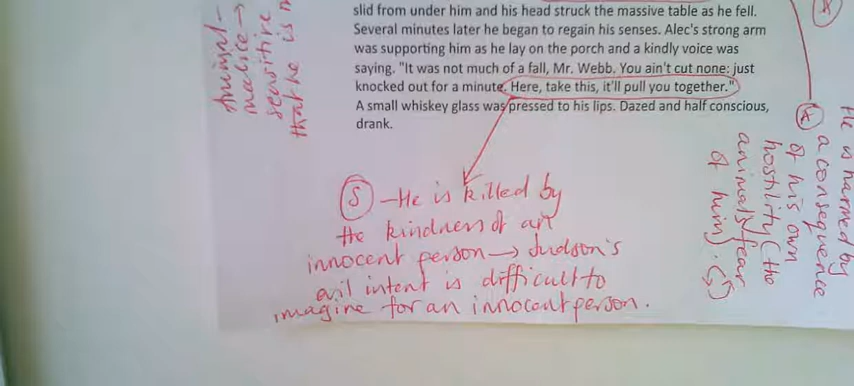 slid from under him and his head struck the massive table as he fell.
Several minutes later he began to regain his senses. Alec's strong arm
was supporting him as he lay on the porch and a kindly voice was
saying. "It was not much of a fall, Mr. Webb. You ain't cut none: just
knocked out for a minute. Here, take this, it'll pull you together."
A small whiskey glass was pressed to his lips. Dazed and half conscious,
drank.
Animal-
malice→
sensitive
that he is
(S) -He is killed by
the kindness of an
innocent person → Judson's
evil intent is difficult to
imagine for an innocent person.
He is harmed by
a consequence
of his own
hostility (the
animal's fear
of him).